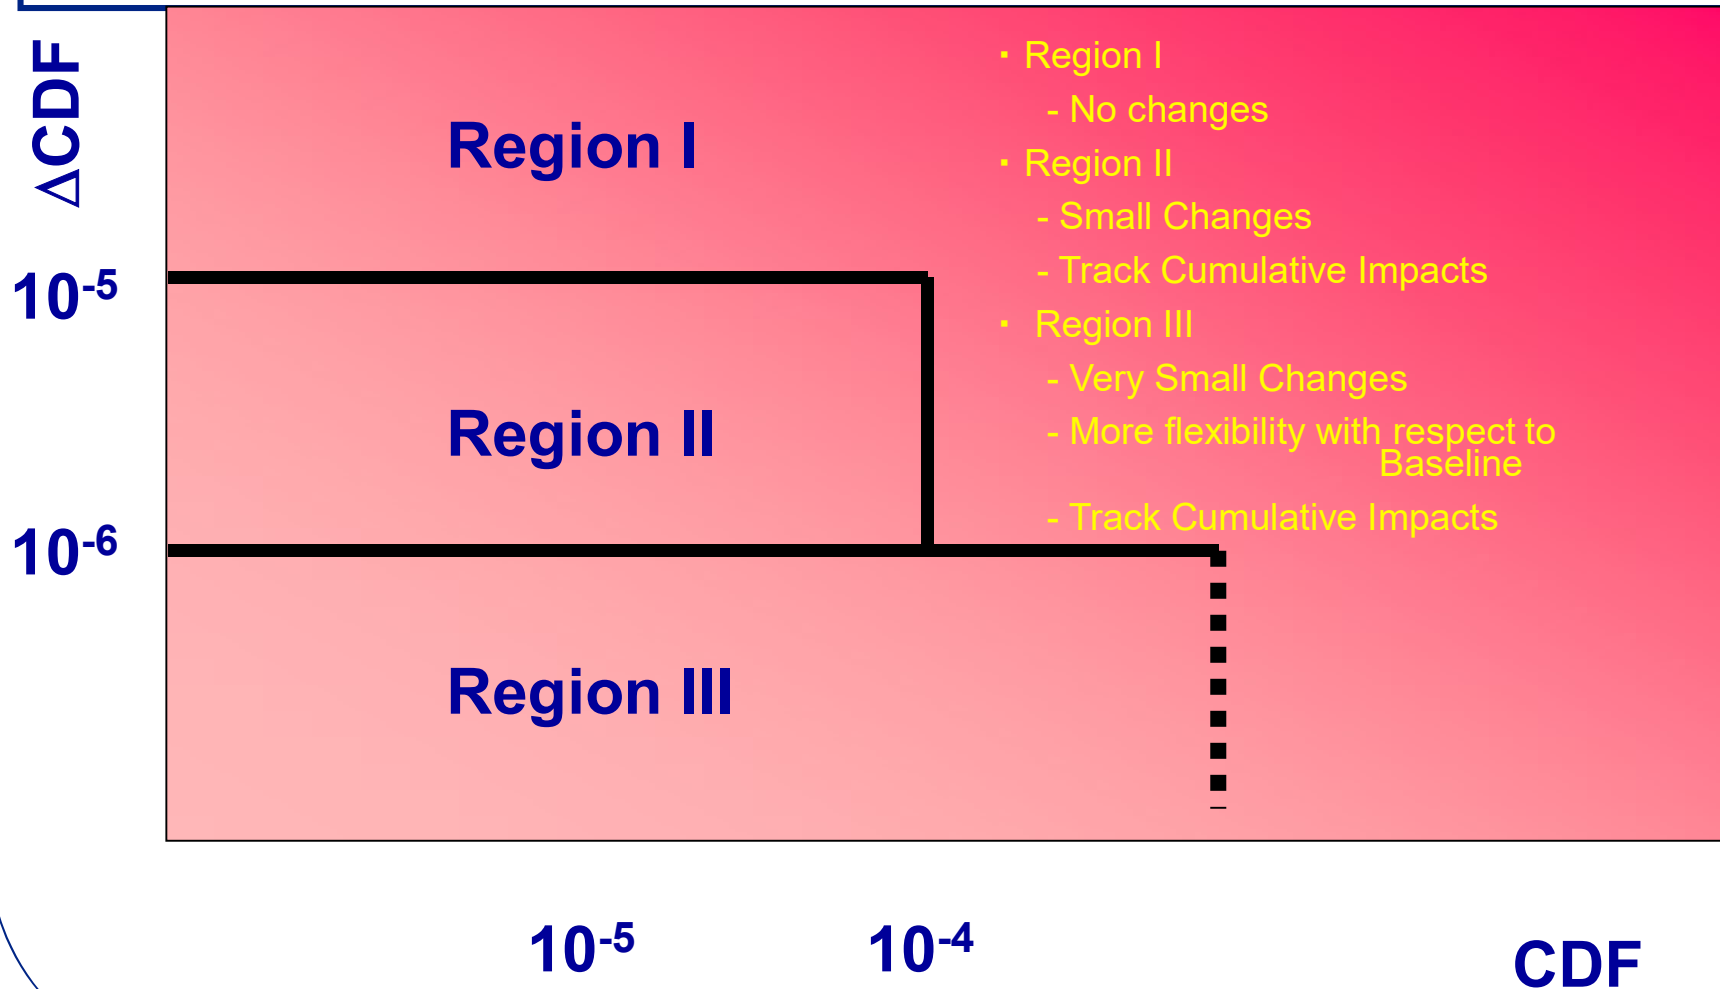 ΔCDF
Region I
10-5
Region II
10-6
Region III
▪ Region I
- No changes
▪ Region II
- Small Changes
- Track Cumulative Impacts
▪ Region III
- Very Small Changes
- More flexibility with respect to
Baseline
- Track Cumulative Impacts
10-5
10-4
CDF